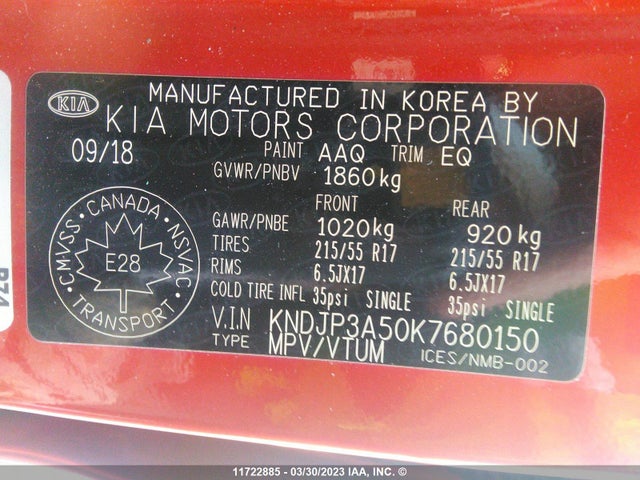 KIA
MANUFACTURED IN KOREA BY
KIA MOTORS CORPORATION
09/18 PAINT AAQ TRIM EQ
GVWR/PNBV 1860kg
FRONT REAR
GAWR/PNBE 1020kg 920kg
TIRES 215/55 R17 215/55 R17
RIMS 6.5JX17 6.5JX17
COLD TIRE INFL 35psi SINGLE 35psi SINGLE
V.I.N KNDJP3A50K7680150
TYPE MPV/VTUM ICES/NMB-002
CMVSS • CANADA • NSVAC
E28
TRANSPORT
11722885 - 03/30/2023 IAA, INC. ©